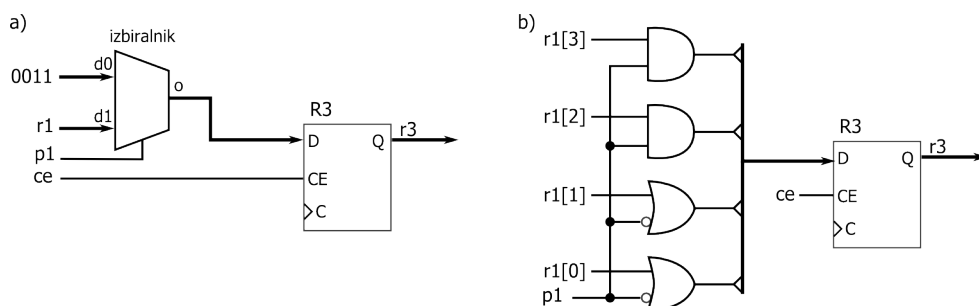 a)
izbiralnik
0011
d0
o
r1
d1
p1
ce
R3
D
Q
r3
CE
C
b)
r1[3]
r1[2]
r1[1]
r1[0]
p1
R3
D
Q
r3
ce
CE
C